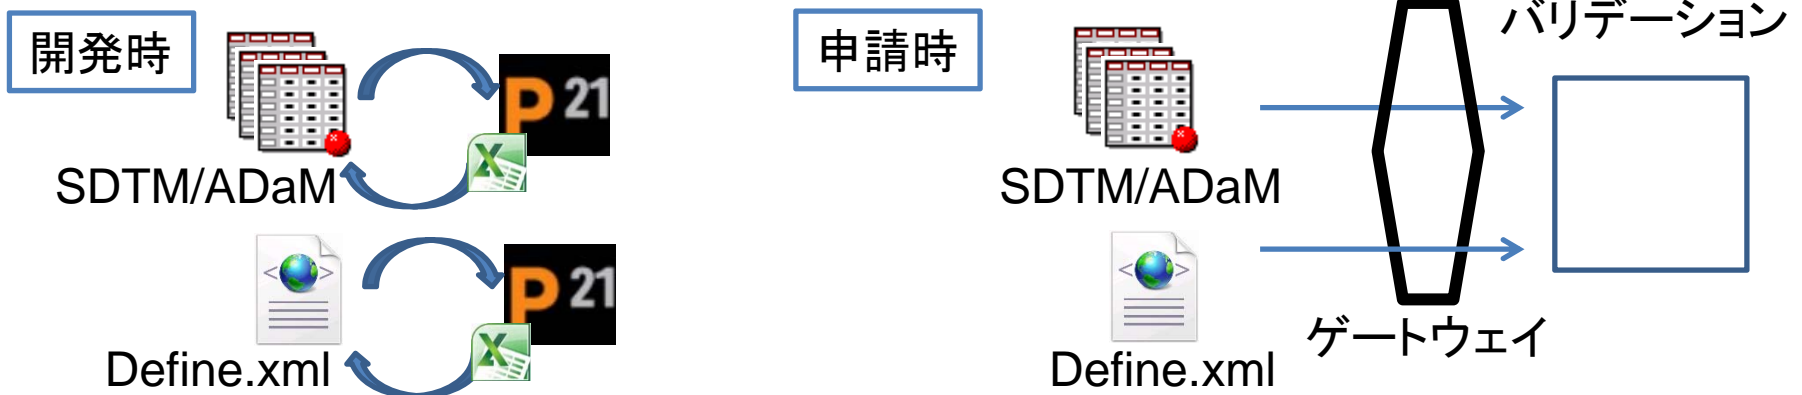 開発時
P 21
SDTM/ADaM
P 21
Define.xml
申請時
SDTM/ADaM
Define.xml
ゲートウェイ
バリデーション